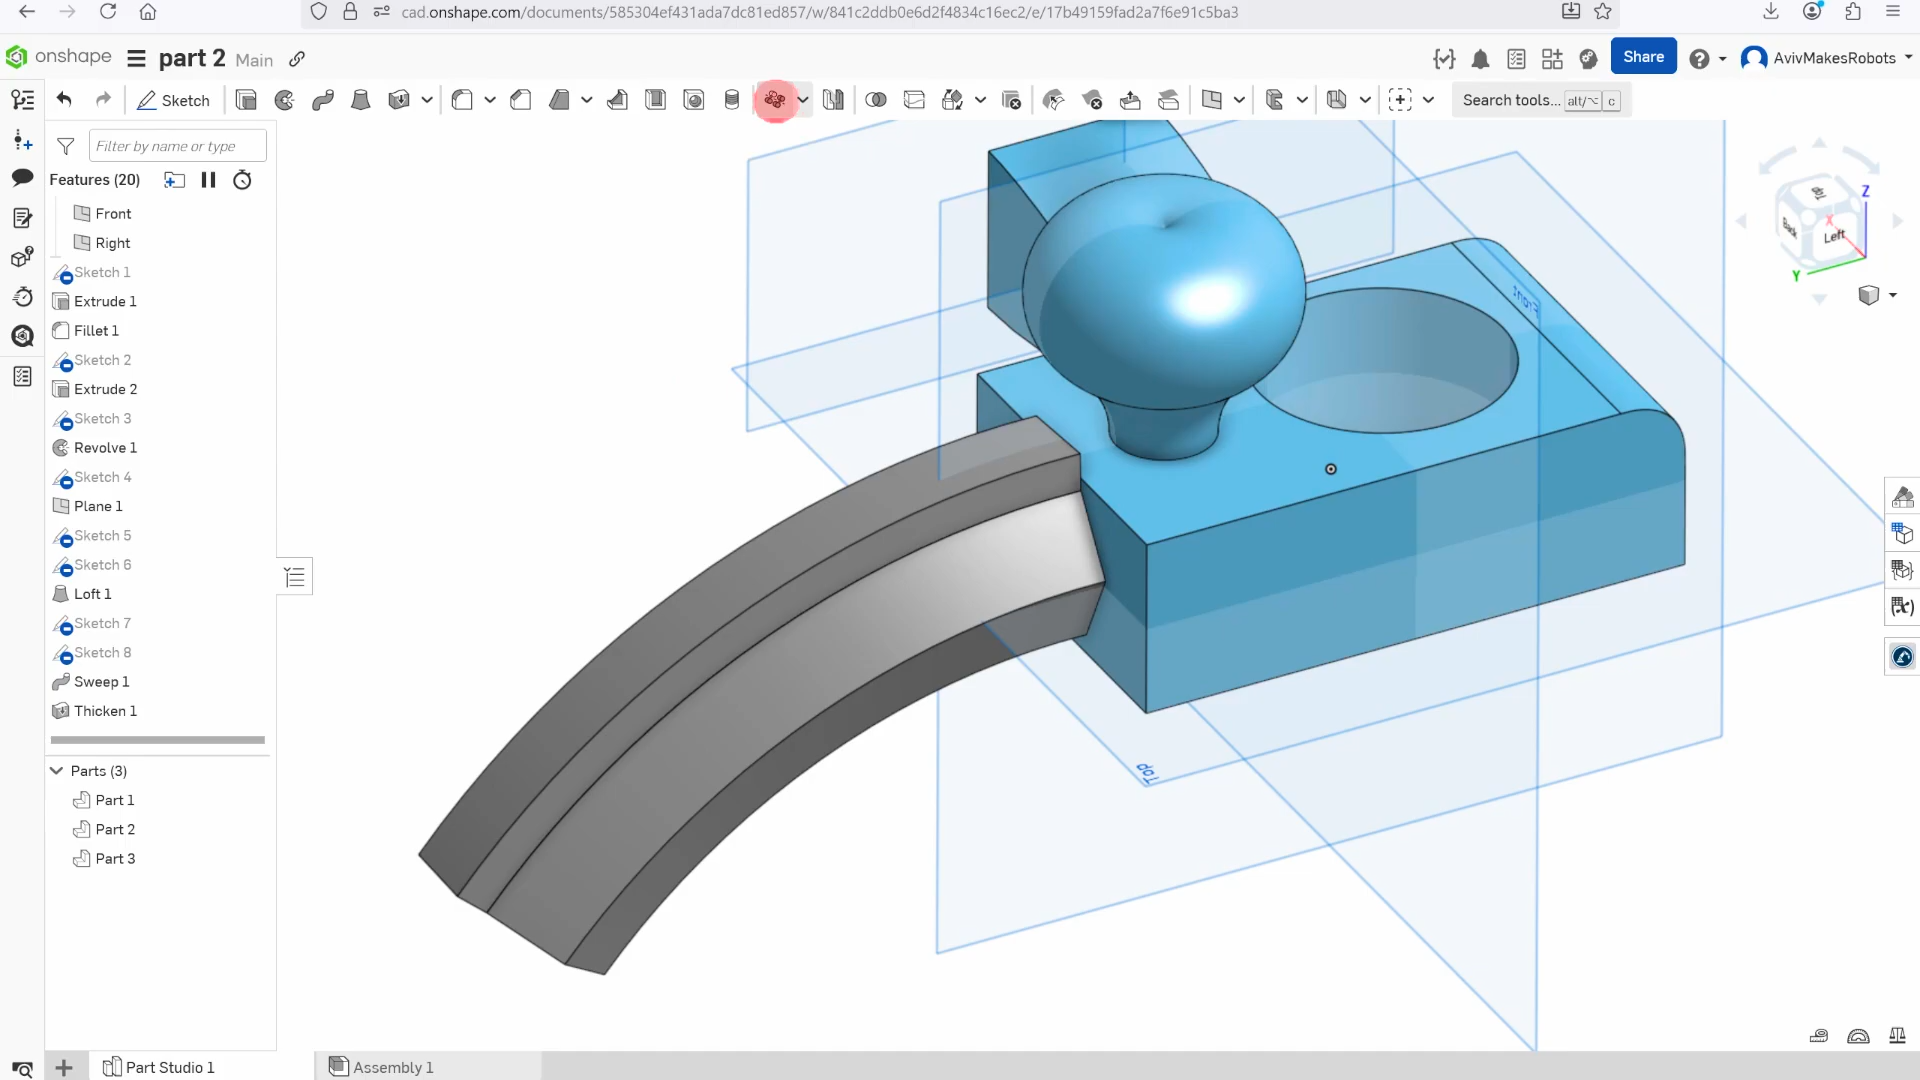 cad.onshape.com/documents/585304ef431ada7dc81ed857/w/841c2ddb0e6d2f4834c16ec2/e/17b49159fad2a7f6e91c5ba3
onshape
part 2 Main
Share
AvivMakesRobots
Sketch
Search tools... alt/⌥ c
Filter by name or type
Features (20)
Front
Right
Sketch 1
Extrude 1
Fillet 1
Sketch 2
Extrude 2
Sketch 3
Revolve 1
Sketch 4
Plane 1
Sketch 5
Sketch 6
Loft 1
Sketch 7
Sketch 8
Sweep 1
Thicken 1
Parts (3)
Part 1
Part 2
Part 3
Front
Top
Z
X
Back
Left
Y
(x)
Part Studio 1
Assembly 1